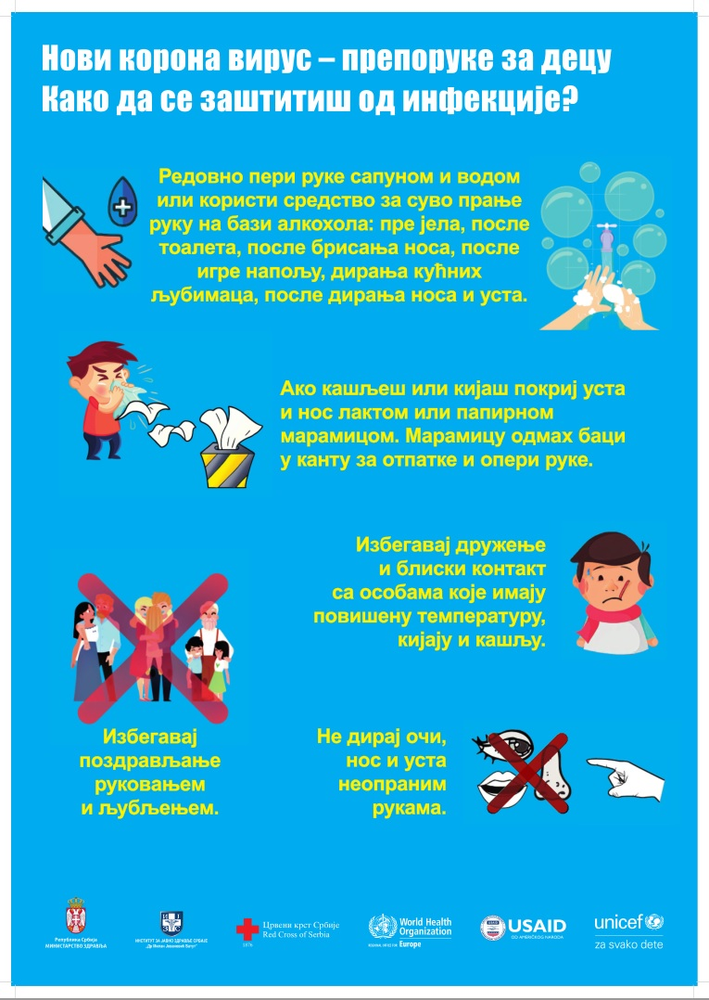 Нови корона вирус – препоруке за децу
Како да се заштитиш од инфекције?
Редовно пери руке сапуном и водом
или користи средство за суво прање
руку на бази алкохола: пре јела, после
тоалета, после брисања носа, после
игре напољу, дирања кућних
љубимаца, после дирања носа и уста.
Ако кашљеш или кијаш покриј уста
и нос лактом или папирном
марамицом. Марамицу одмах баци
у канту за отпатке и опери руке.
Избегавај дружење
и блиски контакт
са особама које имају
повишену температуру,
кијају и кашљу.
Избегавај
поздрављање
руковањем
и љубљењем.
Не дирај очи,
нос и уста
неопраним
рукама.
Република Србија
МИНИСТАРСТВО ЗДРАВЉА
ИНСТИТУТ ЗА ЈАВНО ЗДРАВЉЕ СРБИЈЕ
„Др Милан Јовановић Батут“
Црвени крст Србије
Red Cross of Serbia
1876
World Health
Organization
REGIONAL OFFICE FOR Europe
USAID
OD AMERIČKOG NARODA
unicef
za svako dete